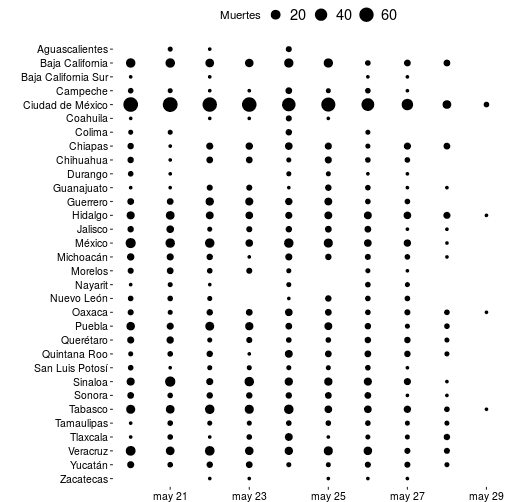 Muertes 20 40 60
Aguascalientes
Baja California
Baja California Sur
Campeche
Ciudad de México
Coahuila
Colima
Chiapas
Chihuahua
Durango
Guanajuato
Guerrero
Hidalgo
Jalisco
México
Michoacán
Morelos
Nayarit
Nuevo León
Oaxaca
Puebla
Querétaro
Quintana Roo
San Luis Potosí
Sinaloa
Sonora
Tabasco
Tamaulipas
Tlaxcala
Veracruz
Yucatán
Zacatecas
may 21 may 23 may 25 may 27 may 29